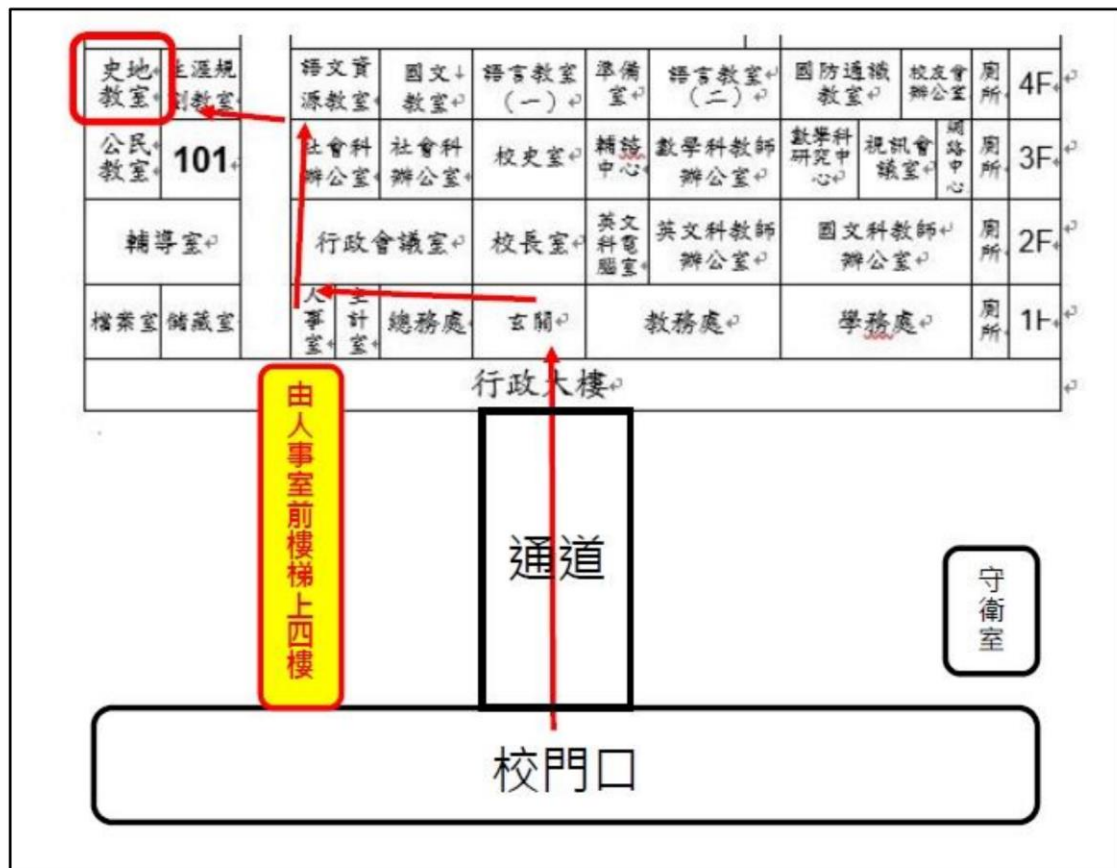 史地
教室
生涯規
劃教室
語文資
源教室
國文
教室
語言教室
(一)
準備
室
語言教室
(二)
國防通識
教室
校友會
辦公室
廁
所
4F
公民
教室
101
社會科
辦公室
社會科
辦公室
校史室
輔諮
中心
數學科教師
辦公室
數學科
研究中
心
視訊會
議室
網
路
中
心
廁
所
3F
輔導室
行政會議室
校長室
英文
科電
腦室
英文科教師
辦公室
國文科教師
辦公室
廁
所
2F
檔案室
儲藏室
人
事
室
主
計
室
總務處
玄關
教務處
學務處
廁
所
1F
行政大樓
由人事室前樓梯上四樓
通道
守
衛
室
校門口